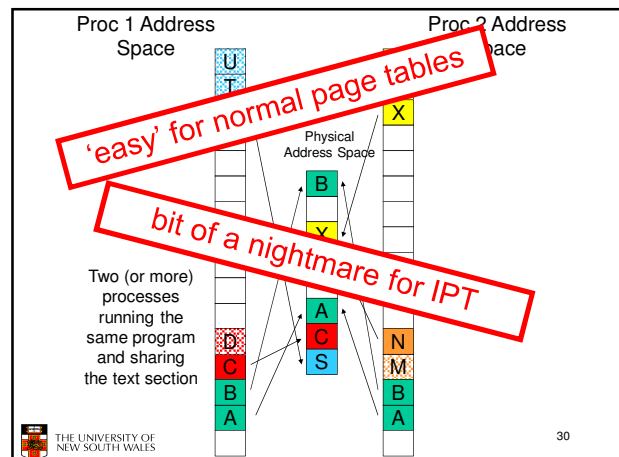 Proc 1 Address
Space
Proc 2 Address
U
T
'easy' for normal page tables
X
Physical
Address Space
B
X
bit of a nightmare for IPT
Two (or more)
processes
running the
same program
and sharing
the text section
A
C
S
D
C
B
A
N
M
B
A
THE UNIVERSITY OF
NEW SOUTH WALES
30